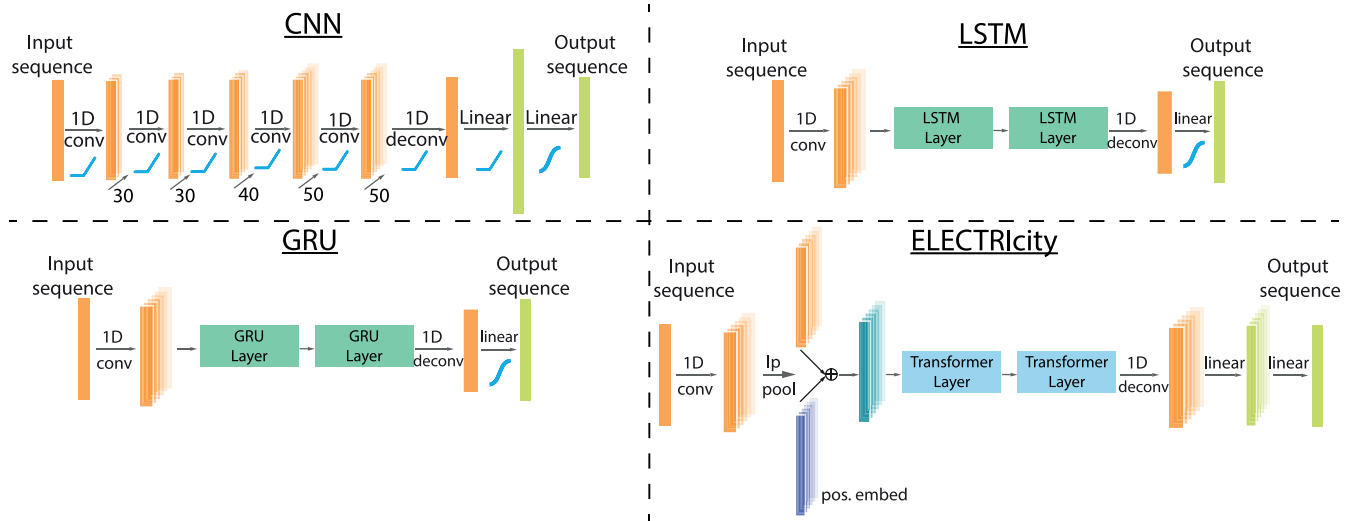 CNN
Input
sequence
1D
conv
1D
conv
1D
conv
1D
conv
1D
conv
1D
deconv
Linear
Linear
Output
sequence
30
30
40
50
50
LSTM
Input
sequence
1D
conv
LSTM
Layer
LSTM
Layer
1D
deconv
linear
Output
sequence
GRU
Input
sequence
1D
conv
GRU
Layer
GRU
Layer
1D
deconv
linear
Output
sequence
ELECTRIcity
Input
sequence
1D
conv
lp
pool
pos. embed
Transformer
Layer
Transformer
Layer
1D
deconv
linear
linear
Output
sequence